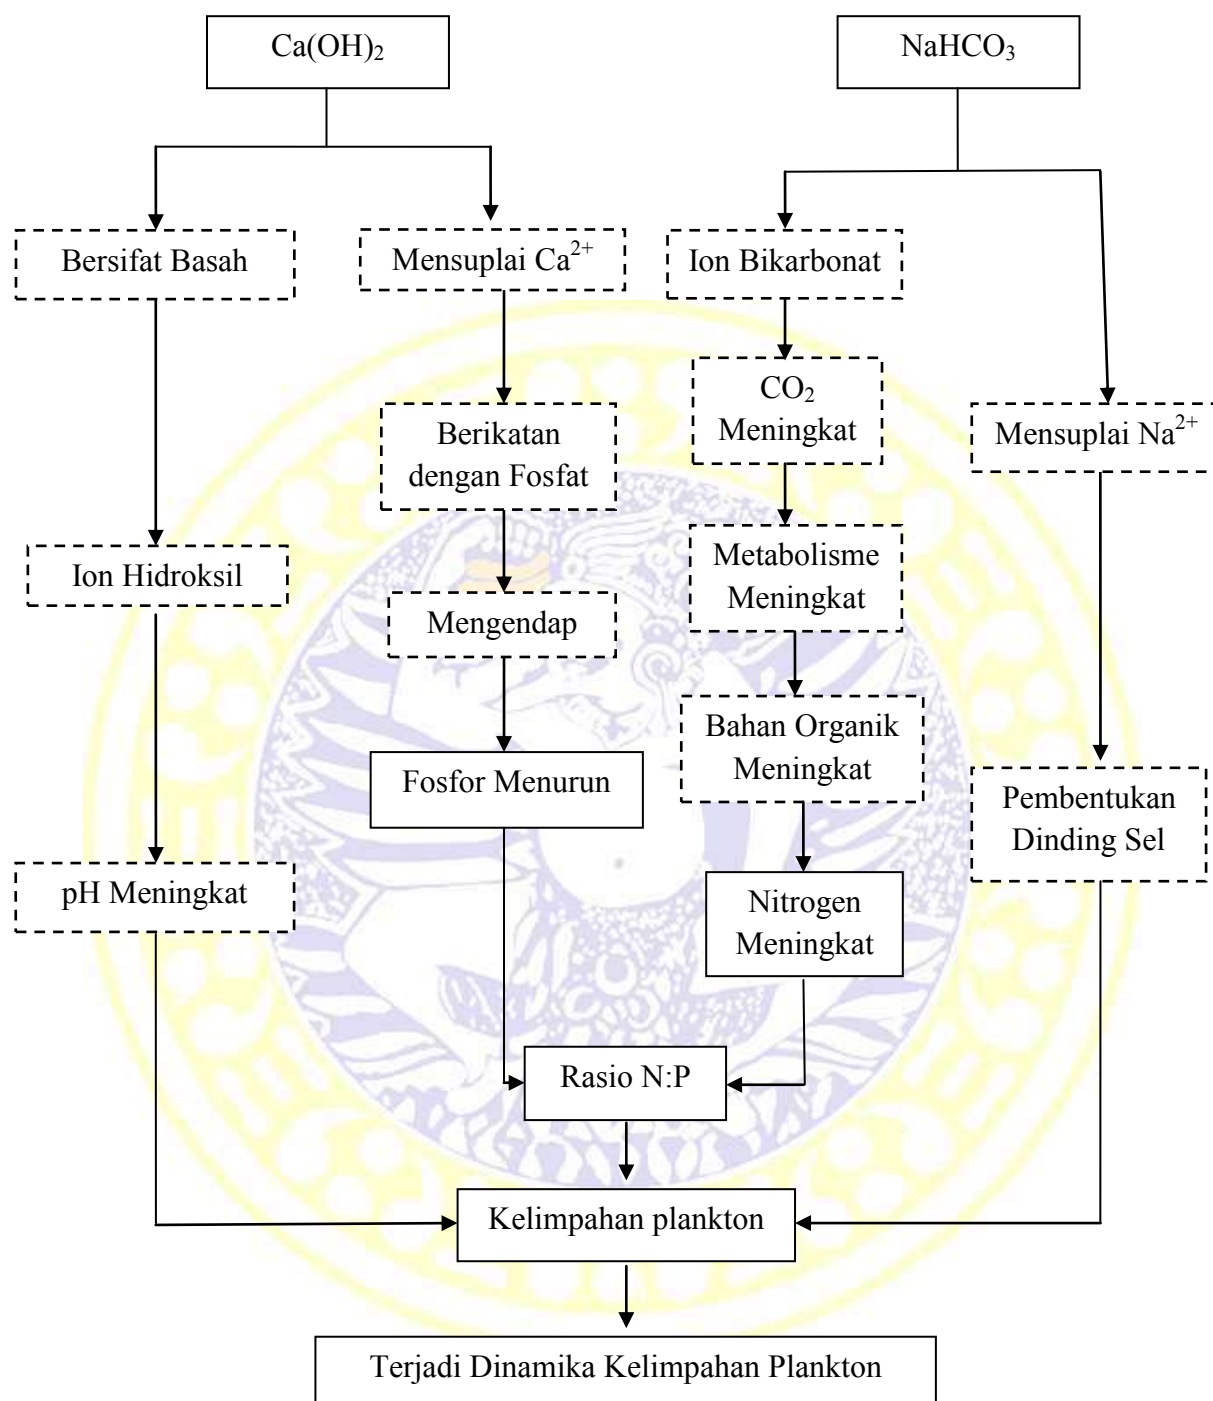 Ca(OH)₂
NaHCO₃
Bersifat Basah
Mensuplai Ca²⁺
Ion Bikarbonat
CO₂
Meningkat
Berikatan
dengan Fosfat
Mensuplai Na²⁺
Ion Hidroksil
Metabolisme
Meningkat
Mengendap
Bahan Organik
Meningkat
Fosfor Menurun
Pembentukan
Dinding Sel
pH Meningkat
Nitrogen
Meningkat
Rasio N:P
Kelimpahan plankton
Terjadi Dinamika Kelimpahan Plankton